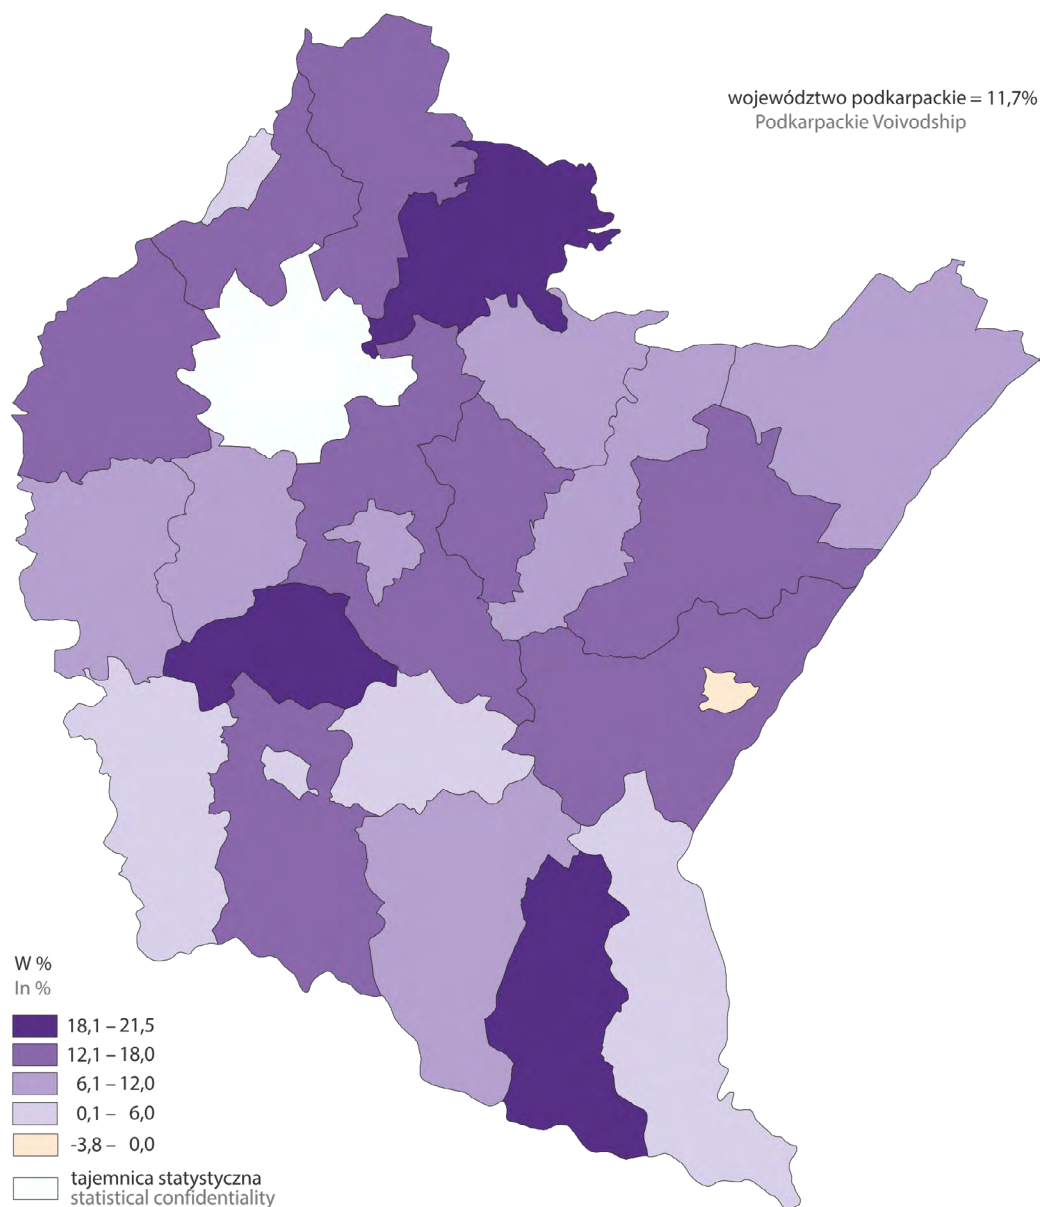 województwo podkarpackie = 11,7%
Podkarpackie Voivodship
W %
In %
18,1 – 21,5
12,1 – 18,0
6,1 – 12,0
0,1 – 6,0
-3,8 – 0,0
tajemnica statystyczna
statistical confidentiality